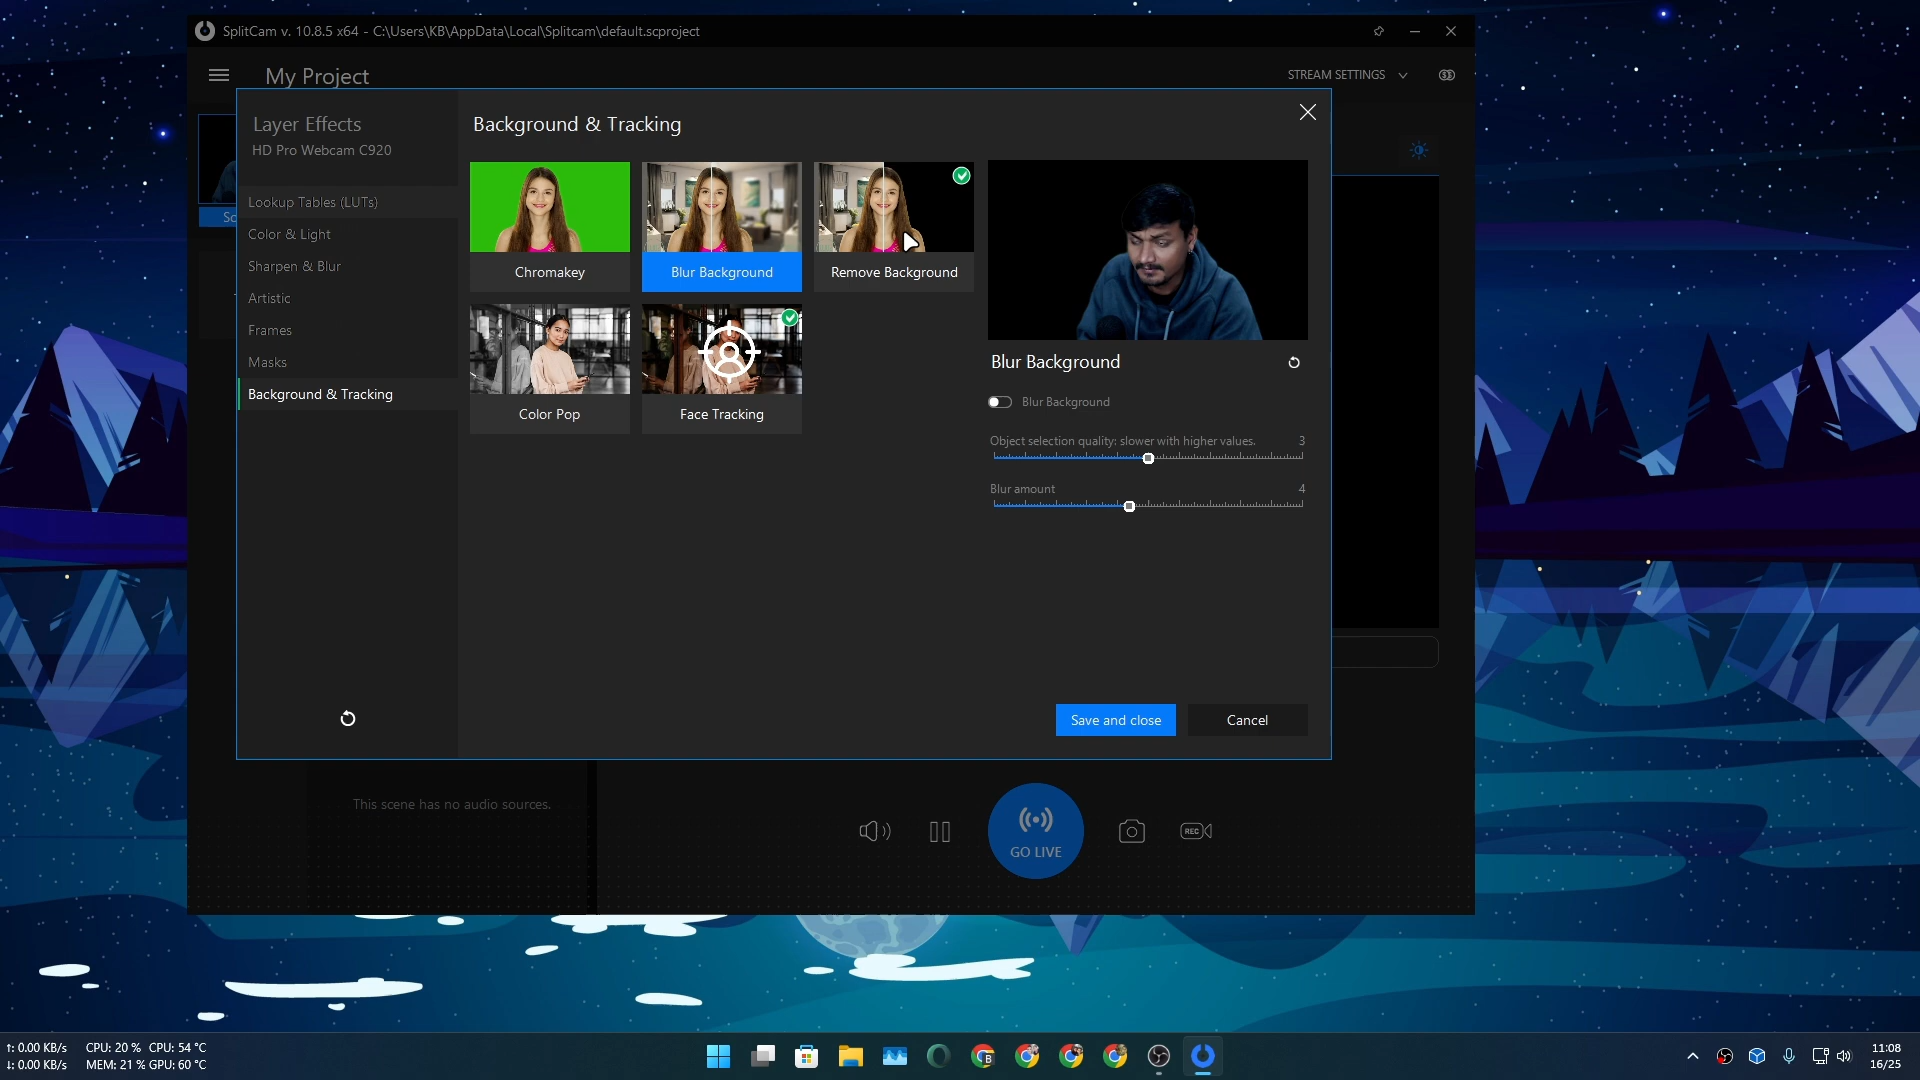 SplitCam v. 10.8.5 x64 - C:\Users\KB\AppData\Local\Splitcam\default.scproject
My Project
STREAM SETTINGS
Layer Effects
HD Pro Webcam C920
Lookup Tables (LUTs)
Color & Light
Sharpen & Blur
Artistic
Frames
Masks
Background & Tracking
Background & Tracking
Chromakey
Blur Background
Remove Background
Color Pop
Face Tracking
Blur Background
Blur Background
Object selection quality: slower with higher values. 3
Blur amount 4
Save and close
Cancel
This scene has no audio sources.
GO LIVE
REC
↑: 0.00 KB/s CPU: 20 % CPU: 54 °C
↓: 0.00 KB/s MEM: 21 % GPU: 60 °C
B
11:08
16/25